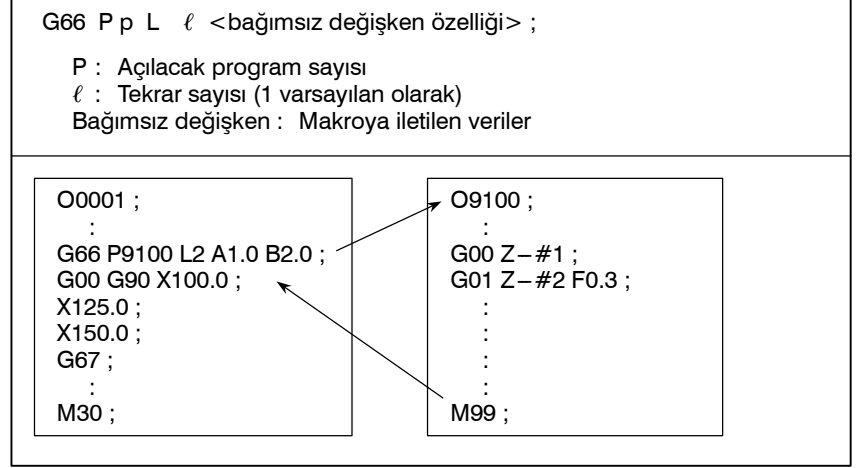 G66 P p L ℓ <bağımsız değişken özelliği> ;
P : Açılacak program sayısı
ℓ : Tekrar sayısı (1 varsayılan olarak)
Bağımsız değişken : Makroya iletilen veriler
O0001 ;
:
G66 P9100 L2 A1.0 B2.0 ;
G00 G90 X100.0 ;
X125.0 ;
X150.0 ;
G67 ;
:
M30 ;
O9100 ;
:
G00 Z−#1 ;
G01 Z−#2 F0.3 ;
:
:
:
:
M99 ;